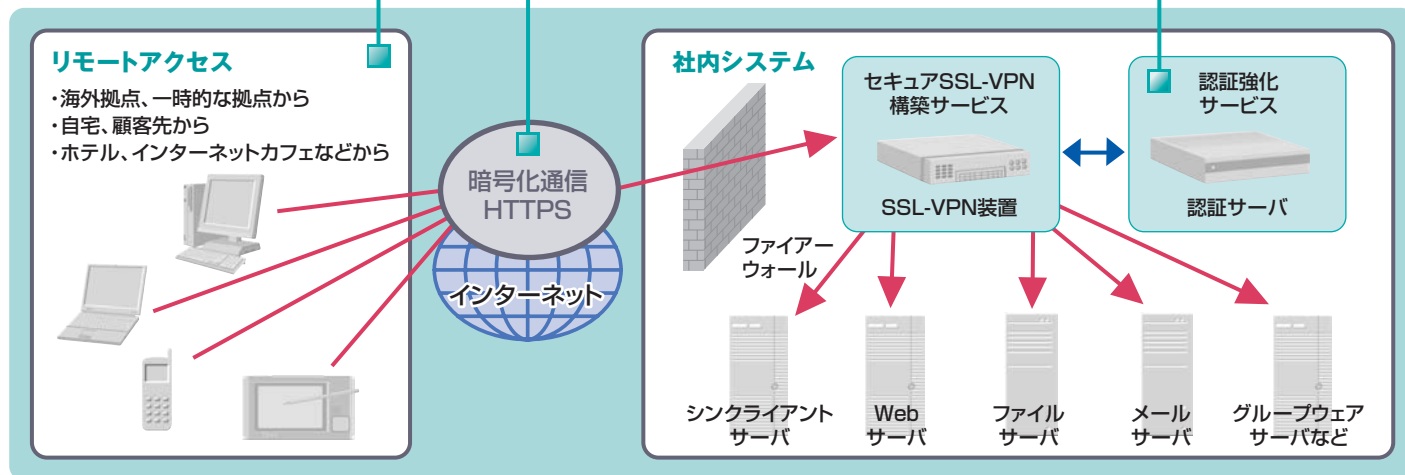 リモートアクセス
・海外拠点、一時的な拠点から
・自宅、顧客先から
・ホテル、インターネットカフェなどから
暗号化通信
HTTPS
インターネット
社内システム
ファイアー
ウォール
セキュアSSL-VPN
構築サービス
SSL-VPN装置
認証強化
サービス
認証サーバ
シンクライアント
サーバ
Web
サーバ
ファイル
サーバ
メール
サーバ
グループウェア
サーバなど